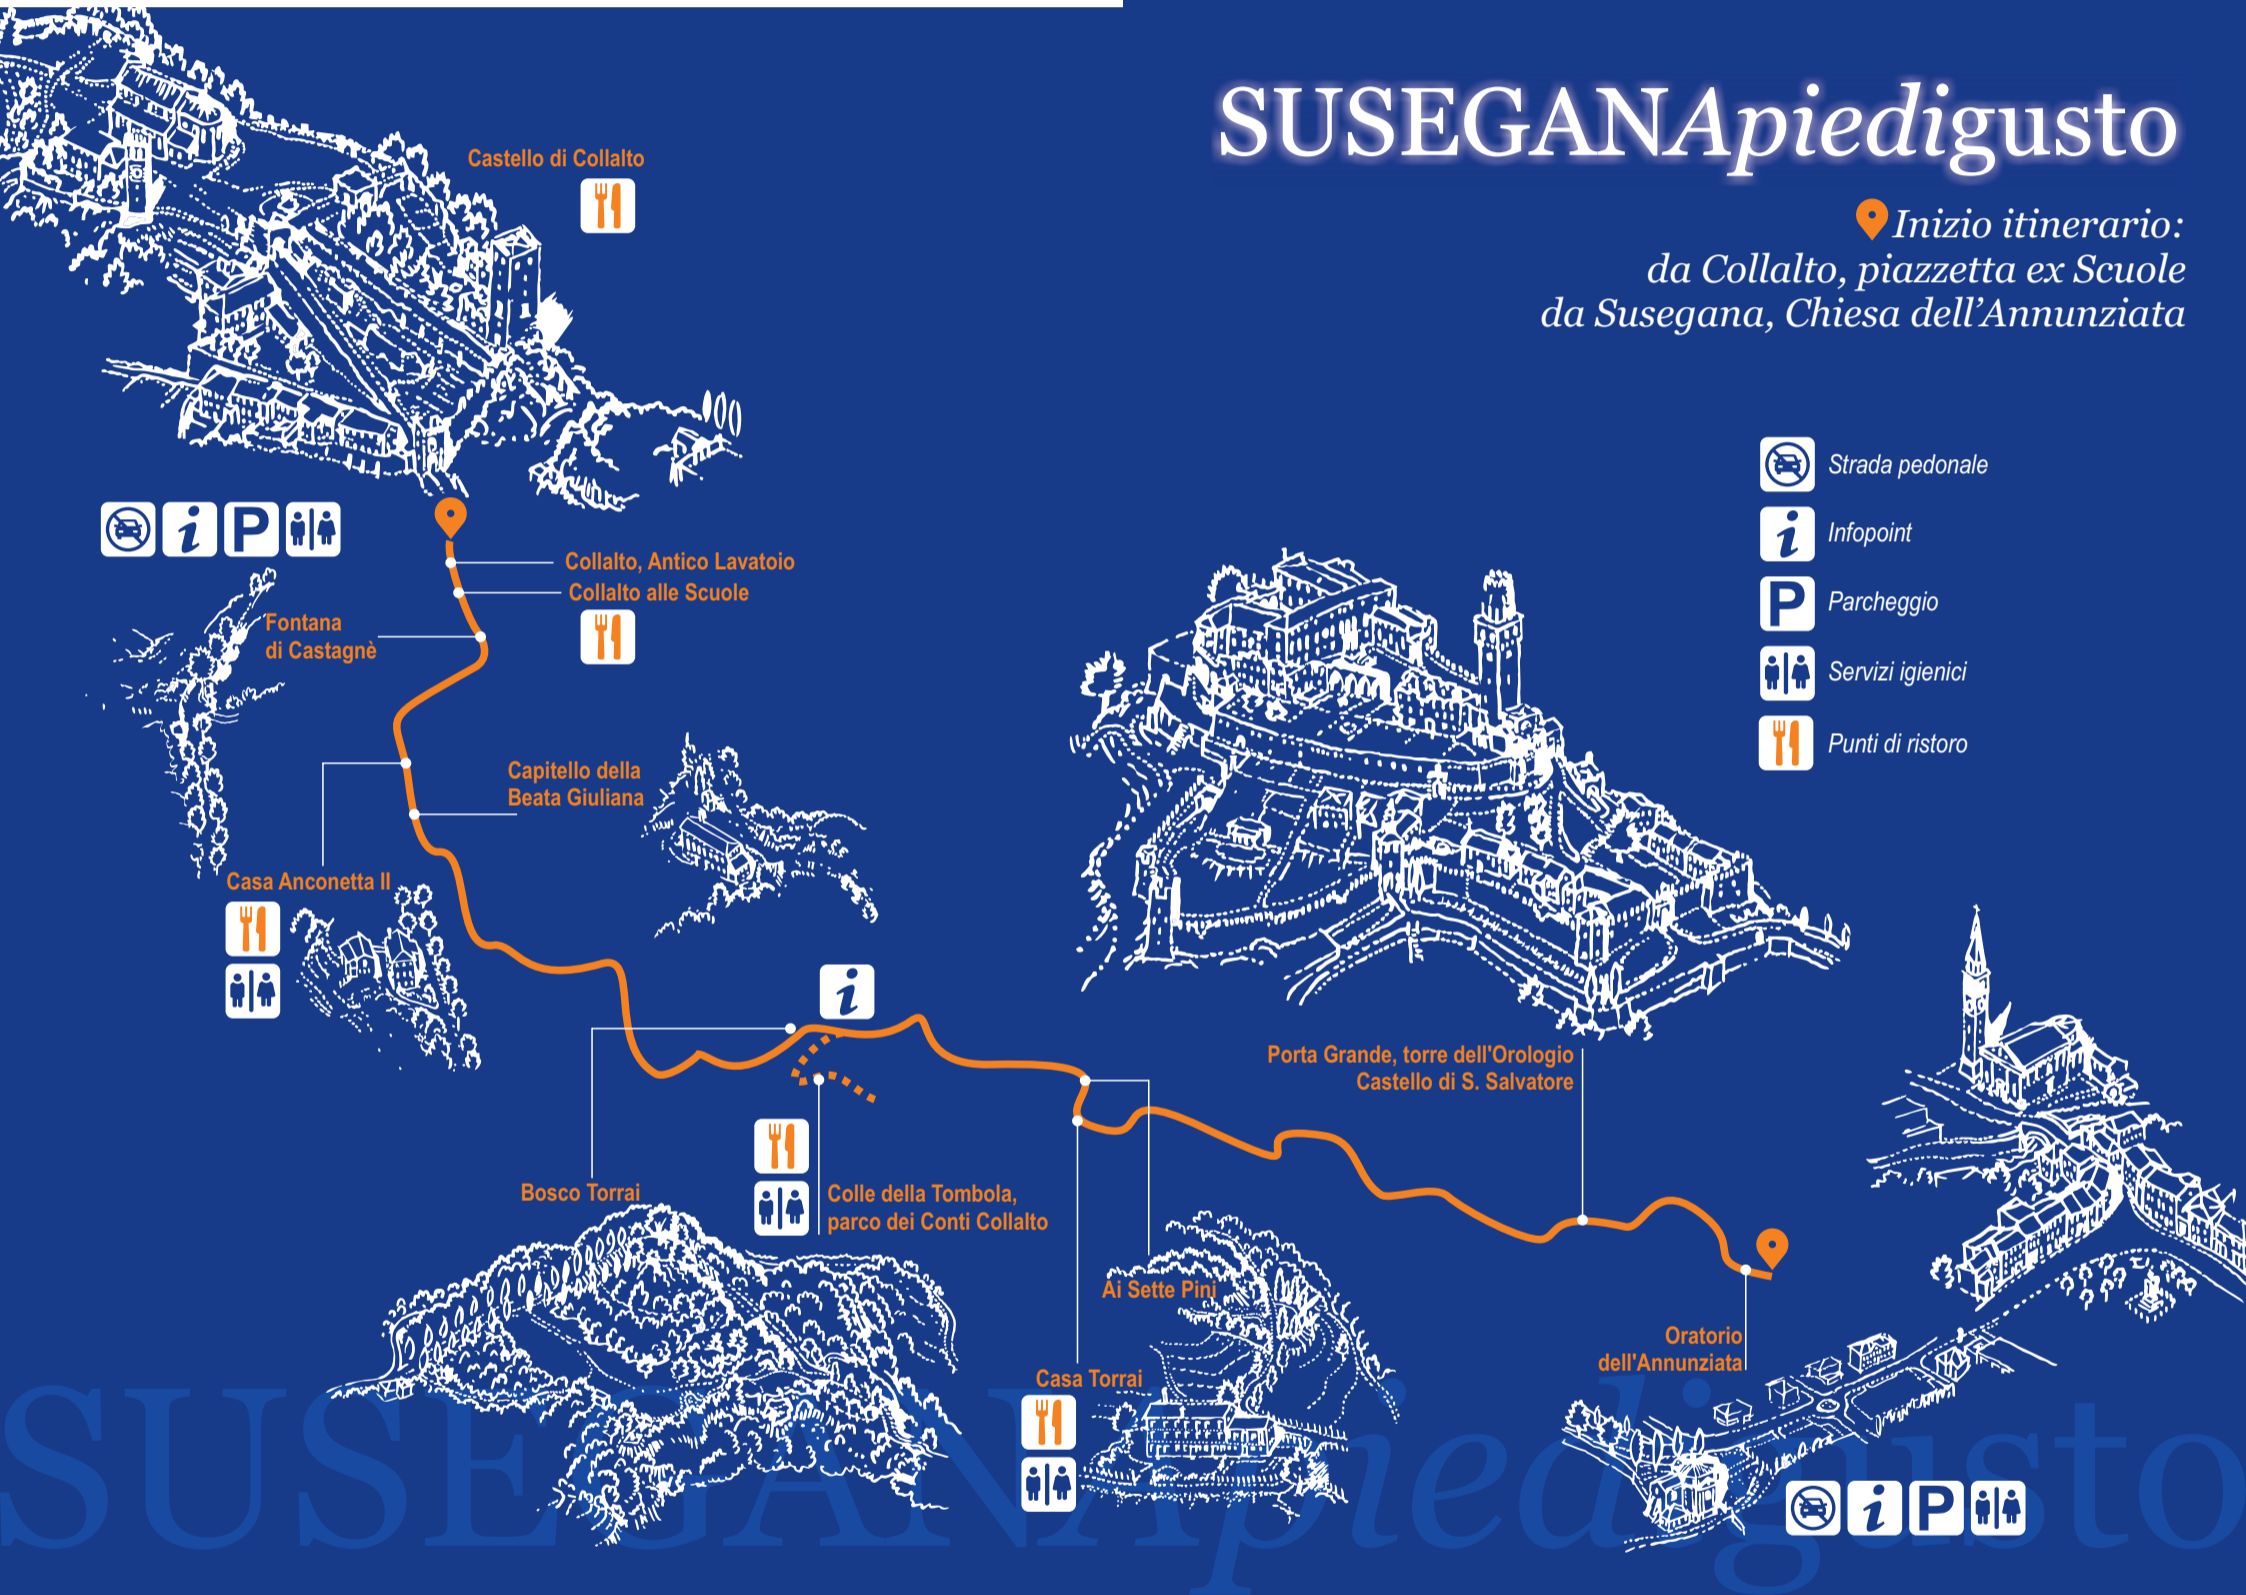 SUSEGANApiedigusto
Inizio itinerario:
da Collalto, piazzetta ex Scuole
da Susegana, Chiesa dell'Annunziata
Castello di Collalto
Strada pedonale
i
Infopoint
P
Parcheggio
Servizi igienici
Punti di ristoro
i P
Collalto, Antico Lavatoio
Collalto alle Scuole
Fontana
di Castagnè
Capitello della
Beata Giuliana
Casa Anconetta II
i
Porta Grande, torre dell'Orologio
Castello di S. Salvatore
Bosco Torrai
Colle della Tombola,
parco dei Conti Collalto
Ai Sette Pini
Casa Torrai
Oratorio
dell'Annunziata
i P
SUSEGANApiedigusto